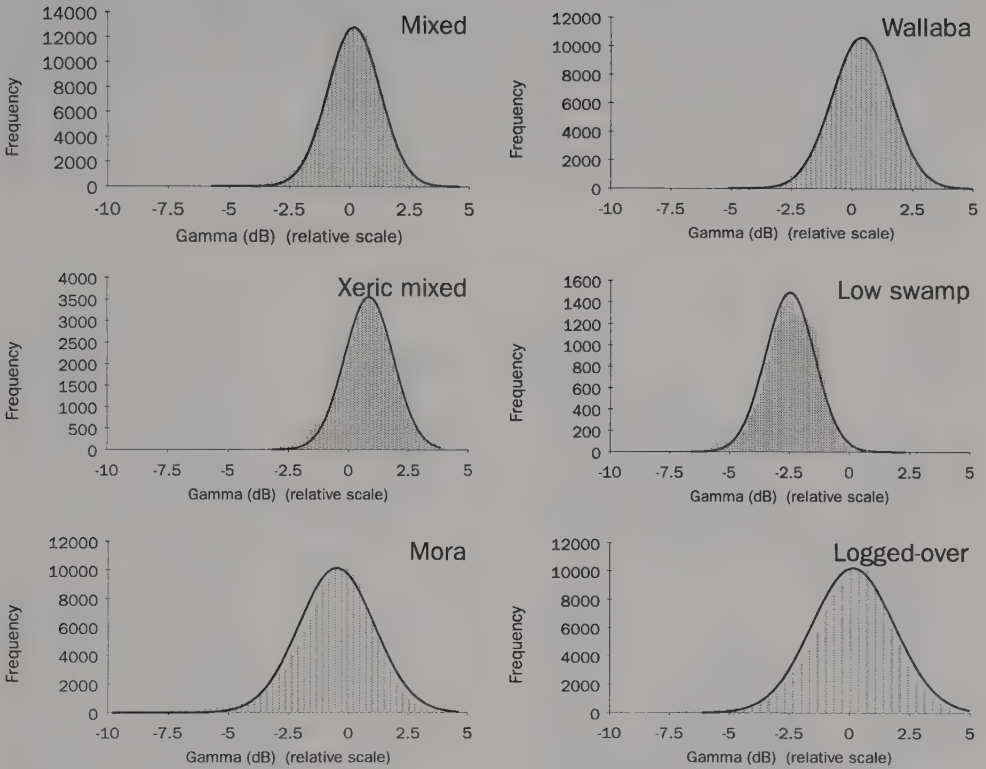 Mixed
14000
12000
10000
8000
6000
4000
2000
0
Frequency
-10 -7.5 -5 -2.5 0 2.5 5
Gamma (dB) (relative scale)
Wallaba
12000
10000
8000
6000
4000
2000
0
Frequency
-10 -7.5 -5 -2.5 0 2.5 5
Gamma (dB) (relative scale)
Xeric mixed
4000
3500
3000
2500
2000
1500
1000
500
0
Frequency
-10 -7.5 -5 -2.5 0 2.5 5
Gamma (dB) (relative scale)
Low swamp
1600
1400
1200
1000
800
600
400
200
0
Frequency
-10 -7.5 -5 -2.5 0 2.5 5
Gamma (dB) (relative scale)
Mora
12000
10000
8000
6000
4000
2000
0
Frequency
-10 -7.5 -5 -2.5 0 2.5 5
Gamma (dB) (relative scale)
Logged-over
12000
10000
8000
6000
4000
2000
0
Frequency
-10 -7.5 -5 -2.5 0 2.5 5
Gamma (dB) (relative scale)